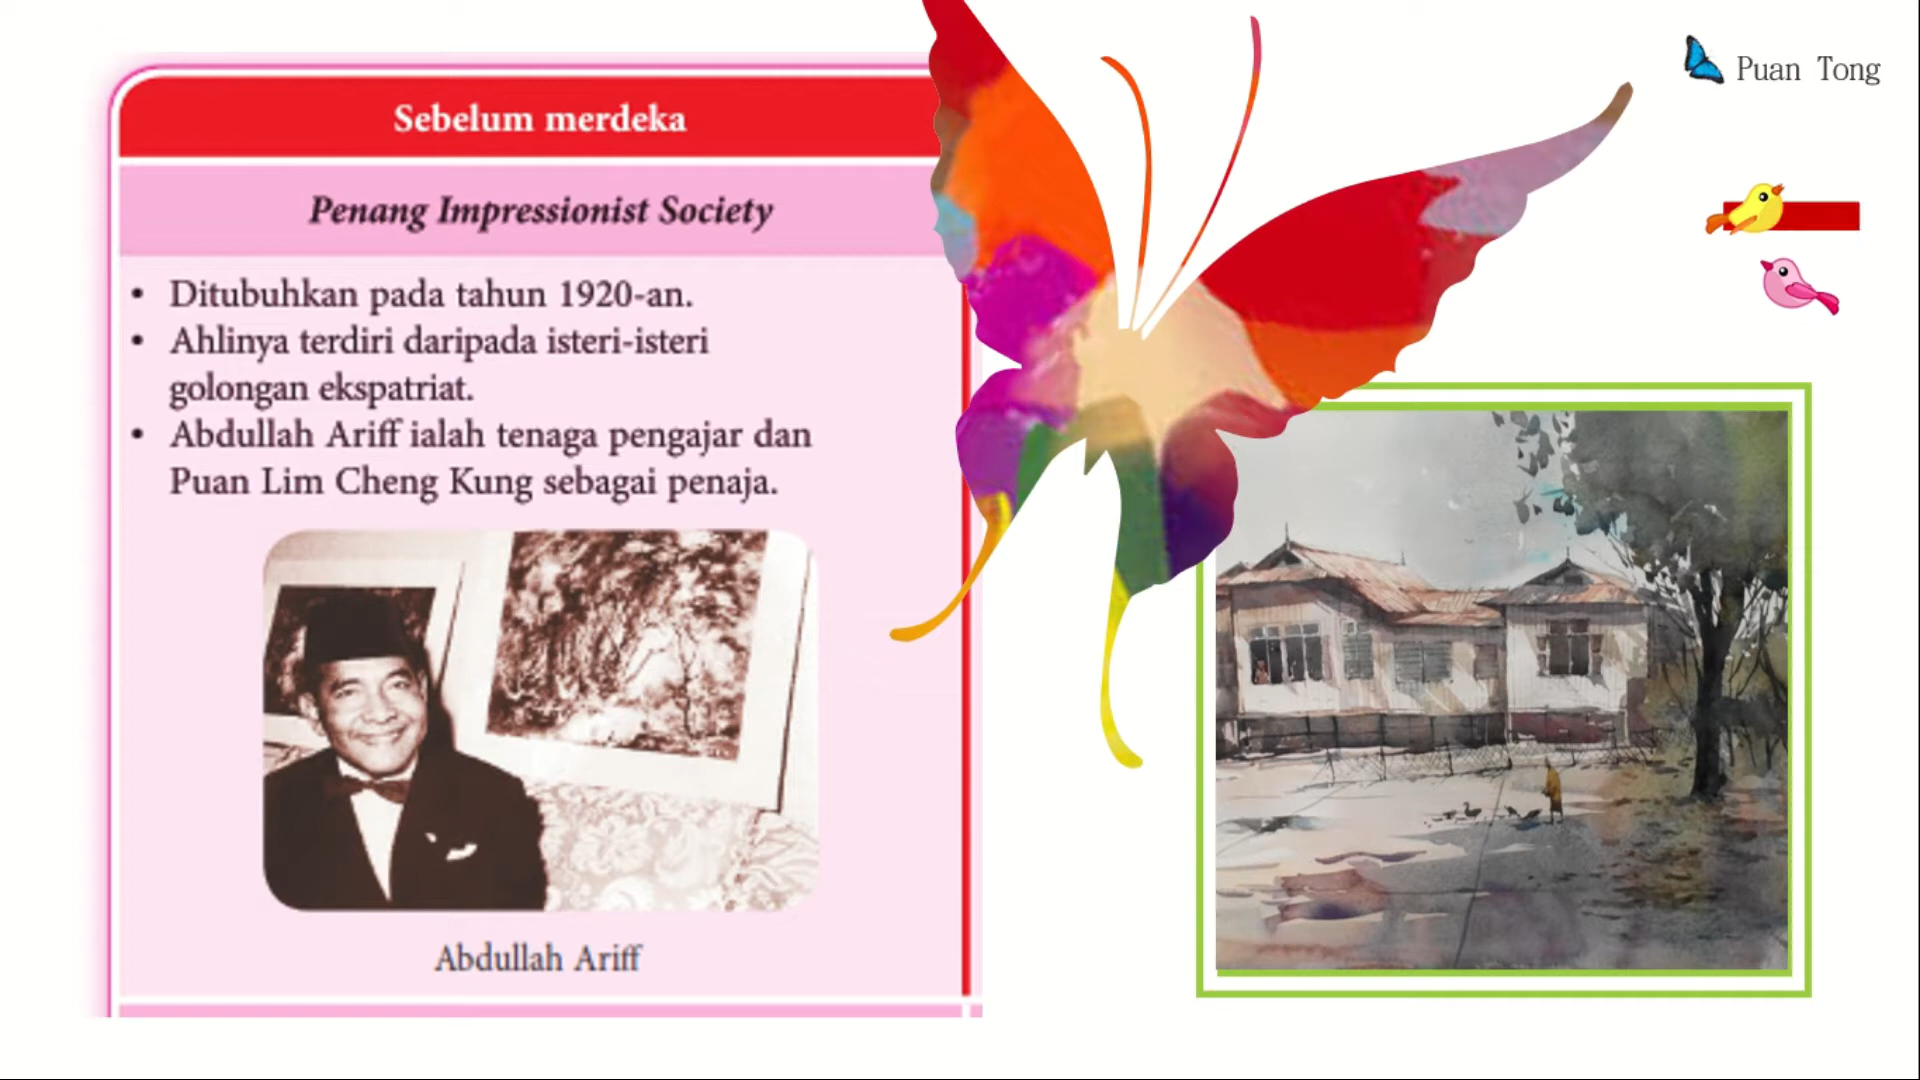 Sebelum merdeka
Penang Impressionist Society
• Ditubuhkan pada tahun 1920-an.
• Ahlinya terdiri daripada isteri-isteri
golongan ekspatriat.
• Abdullah Ariff ialah tenaga pengajar dan
Puan Lim Cheng Kung sebagai penaja.
Abdullah Ariff
Puan Tong